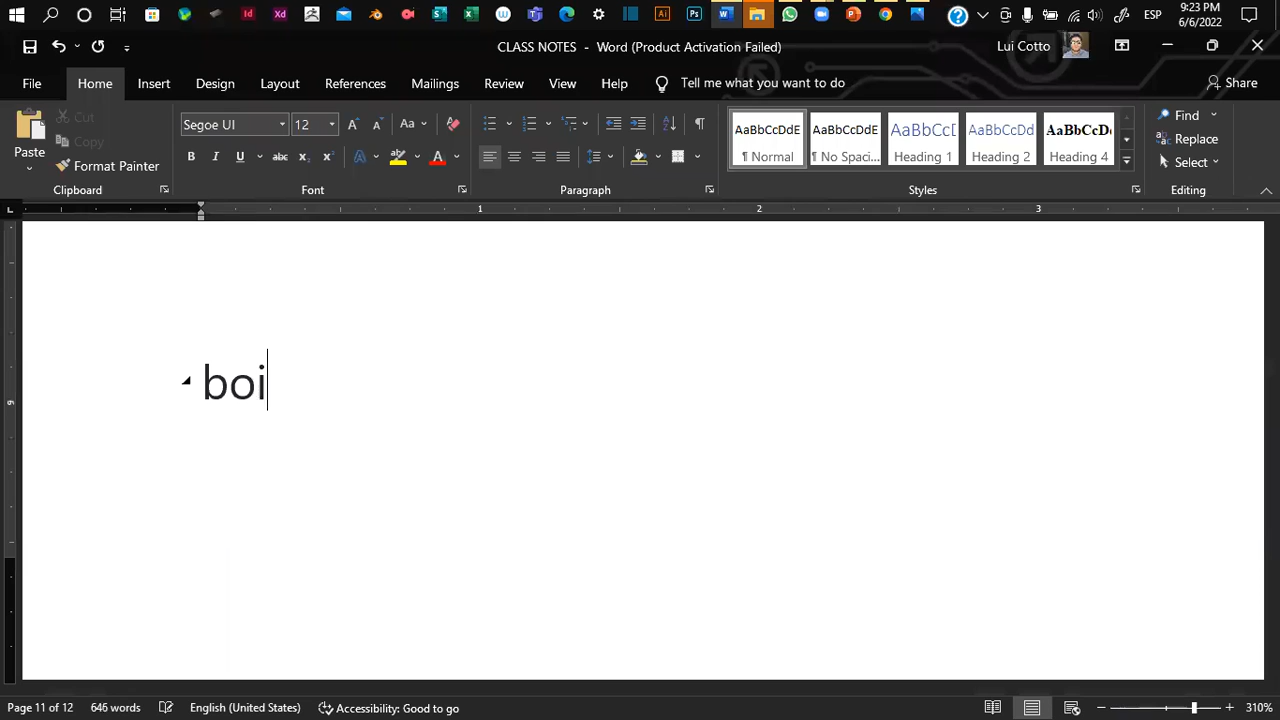 9:23 PM
ESP
6/6/2022
CLASS NOTES - Word (Product Activation Failed)
Lui Cotto
File Home Insert Design Layout References Mailings Review View Help Tell me what you want to do Share
Paste
Cut
Copy
Format Painter
Clipboard
Segoe UI 12
Font
Paragraph
AaBbCcDdE AaBbCcDdE AaBbC[ AaBbCcDd AaBbCcD
¶ Normal ¶ No Spaci... Heading 1 Heading 2 Heading 4
Styles
Find
Replace
Select
Editing
1 2 3
9
boi
Page 11 of 12 646 words English (United States) Accessibility: Good to go 310%